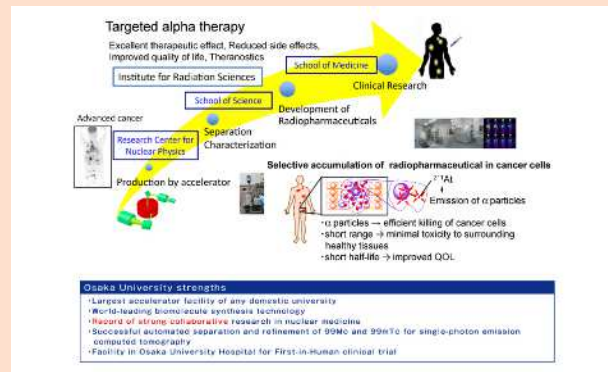 Targeted alpha therapy
Excellent therapeutic effect, Reduced side effects,
Improved quality of life, Theranostics
Institute for Radiation Sciences
School of Medicine
Clinical Research
School of Science
Development of
Radiopharmaceuticals
Advanced cancer
Separation
Characterization
Research Center for
Nuclear Physics
Production by accelerator
Selective accumulation of radiopharmaceutical in cancer cells
Emission of α particles
・α particles → efficient killing of cancer cells
・short range → minimal toxicity to surrounding
healthy tissues
・short half-life → improved QOL
Osaka University strengths
・Largest accelerator facility of any domestic university
・World-leading biomolecule synthesis technology
・Record of strong collaborative research in nuclear medicine
・Successful automated separation and refinement of 99Mo and 99mTc for single-photon emission
computed tomography
・Facility in Osaka University Hospital for First-in-Human clinical trial